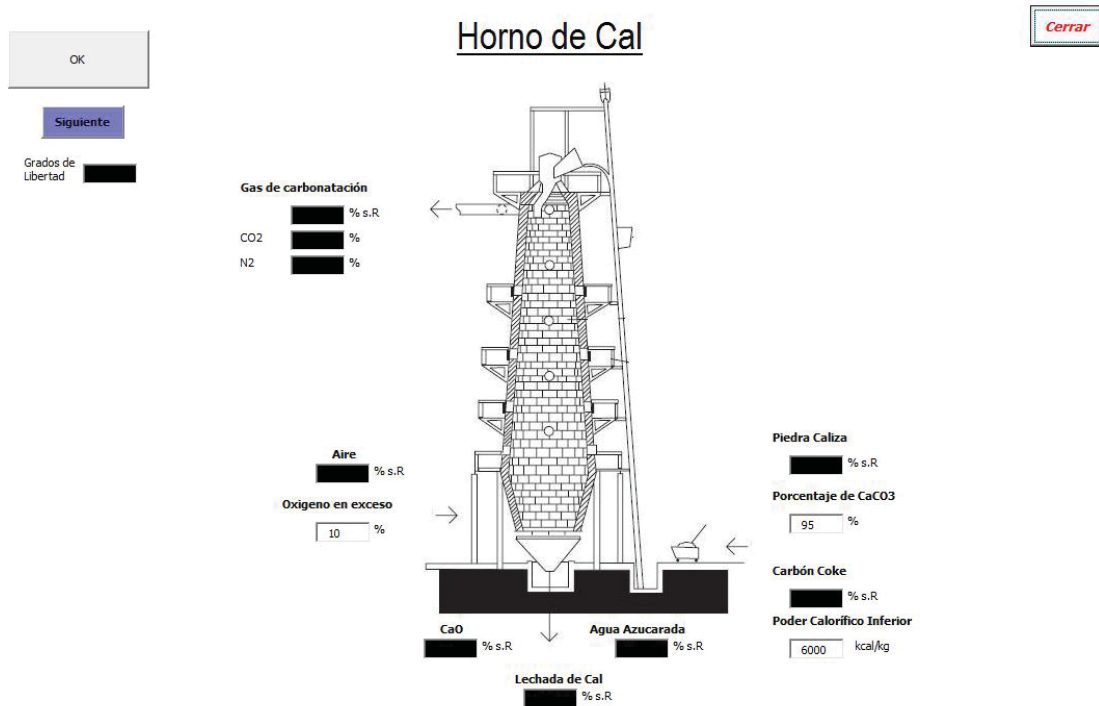 Horno de Cal
Cerrar
OK
Siguiente
Grados de
Libertad
Gas de carbonatación
% s.R
CO2 %
N2 %
Aire
% s.R
Oxigeno en exceso
10 %
Piedra Caliza
% s.R
Porcentaje de CaCO3
95 %
Carbón Coke
% s.R
Poder Calorífico Inferior
6000 kcal/kg
CaO
% s.R
Agua Azucarada
% s.R
Lechada de Cal
% s.R